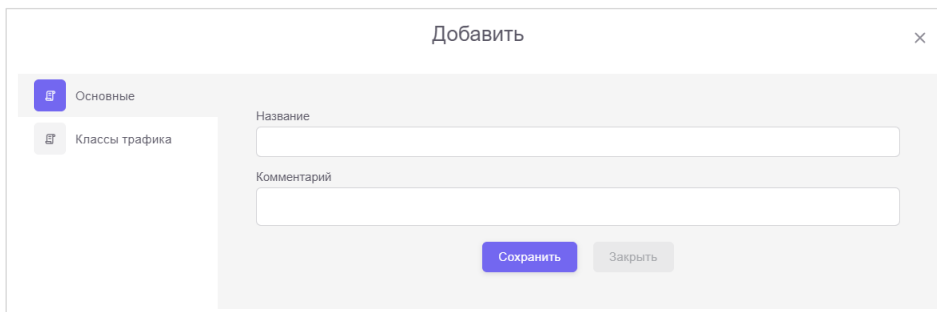 Добавить
Основные
Классы трафика
Название
Комментарий
Сохранить
Закрыть